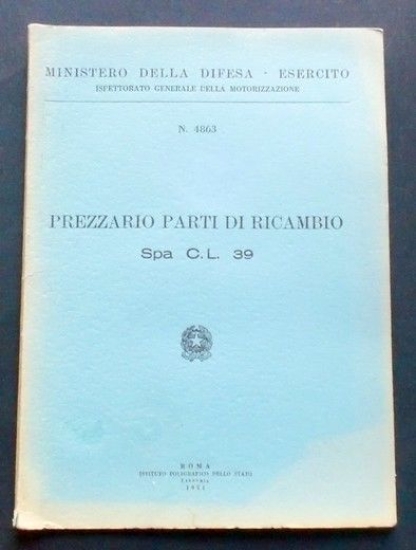 MINISTERO DELLA DIFESA - ESERCITO
ISPETTORATO GENERALE DELLA MOTORIZZAZIONE
N. 4863
PREZZARIO PARTI DI RICAMBIO
Spa C.L. 39
ROMA
ISTITUTO POLIGRAFICO DELLO STATO
LIBRERIA